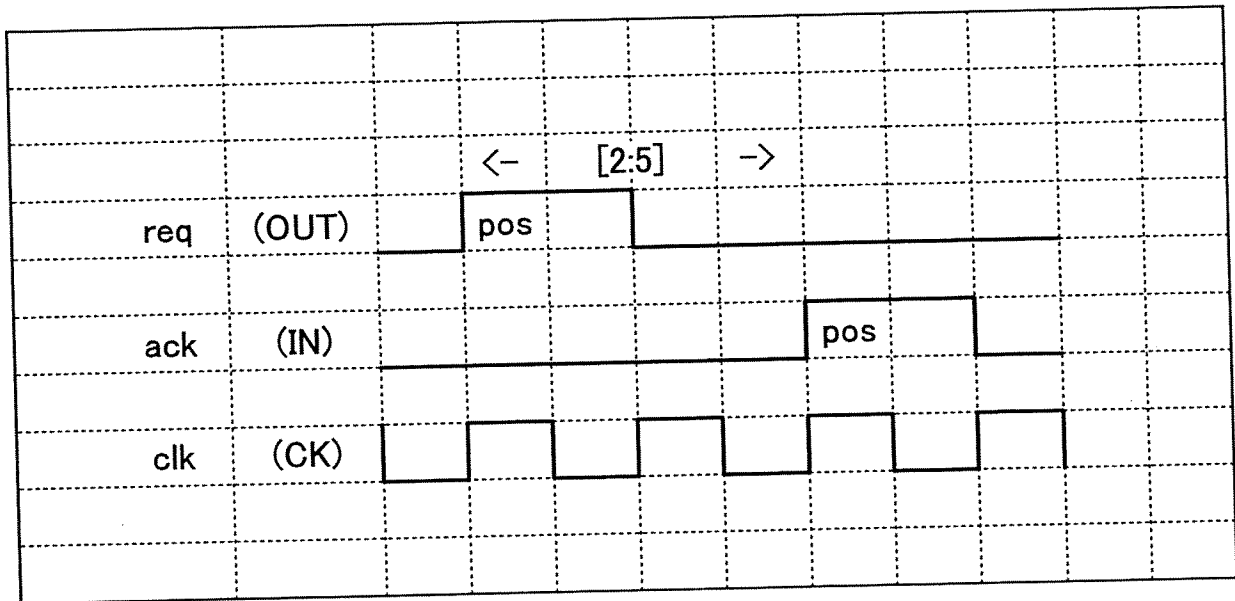 <- [2:5] ->
req (OUT) pos
ack (IN) pos
clk (CK)